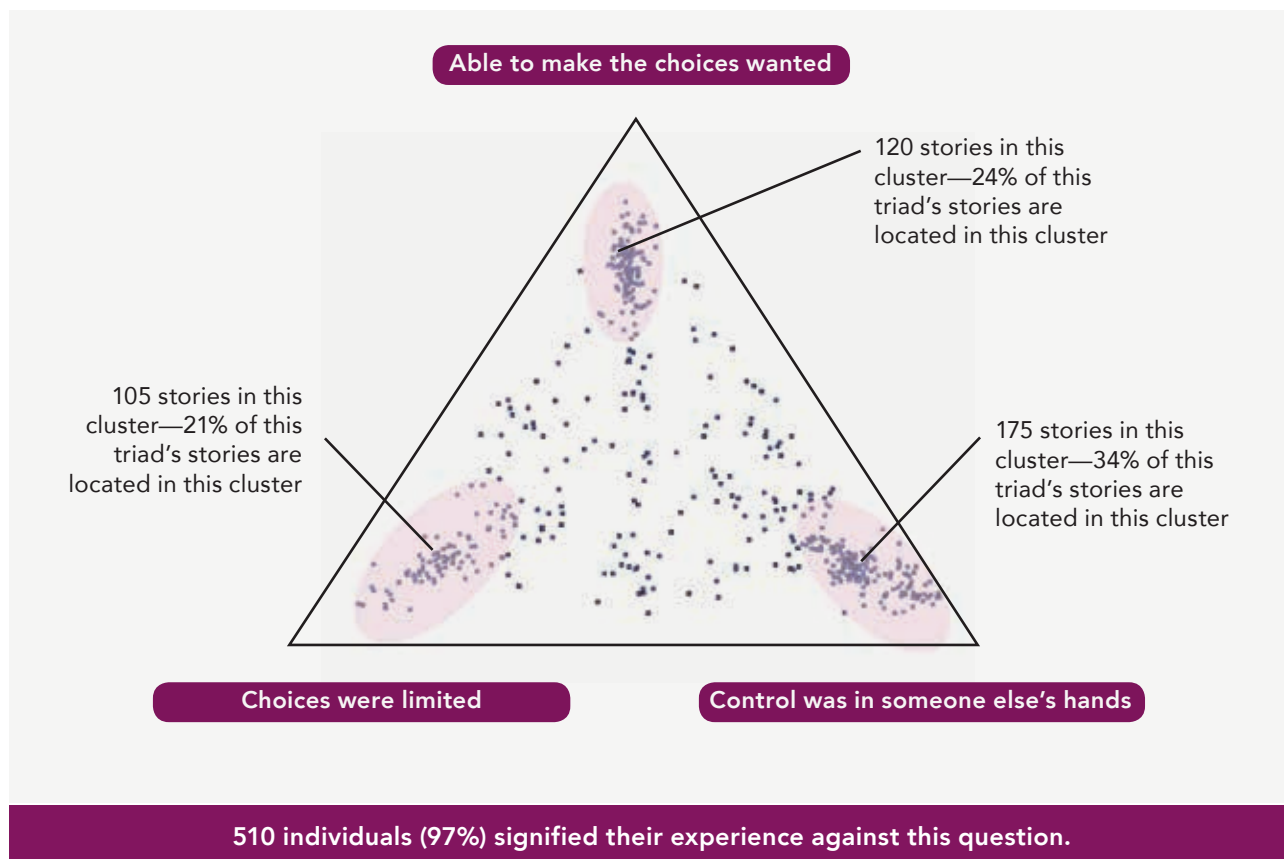 Able to make the choices wanted
120 stories in this
cluster—24% of this
triad’s stories are
located in this cluster
105 stories in this
cluster—21% of this
triad’s stories are
located in this cluster
175 stories in this
cluster—34% of this
triad’s stories are
located in this cluster
Choices were limited
Control was in someone else’s hands
510 individuals (97%) signified their experience against this question.